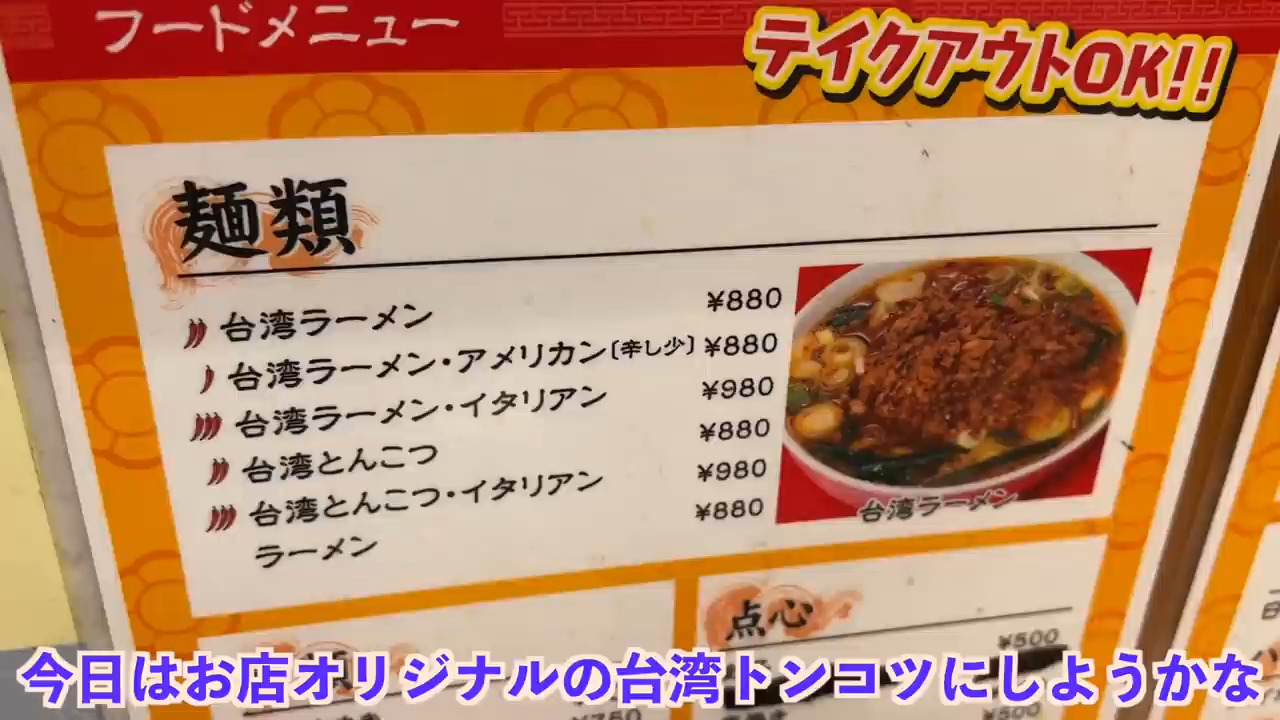 フードメニュー
テイクアウトOK!!
麺類
台湾ラーメン ¥880
台湾ラーメン・アメリカン〔辛し少〕 ¥880
台湾ラーメン・イタリアン ¥980
台湾とんこつ ¥880
台湾とんこつ・イタリアン ¥980
ラーメン ¥880
台湾ラーメン
点心
¥500
¥500
今日はお店オリジナルの台湾トンコツにしようかな